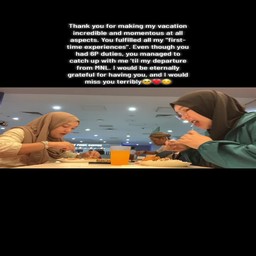 Thank you for making my vacation
incredible and momentous at all
aspects. You fulfilled all my "first-
time experiences". Even though you
had 6P duties, you managed to
catch up with me 'til my departure
from MNL. I would be eternally
grateful for having you, and I would
miss you terribly🥺❤️😢